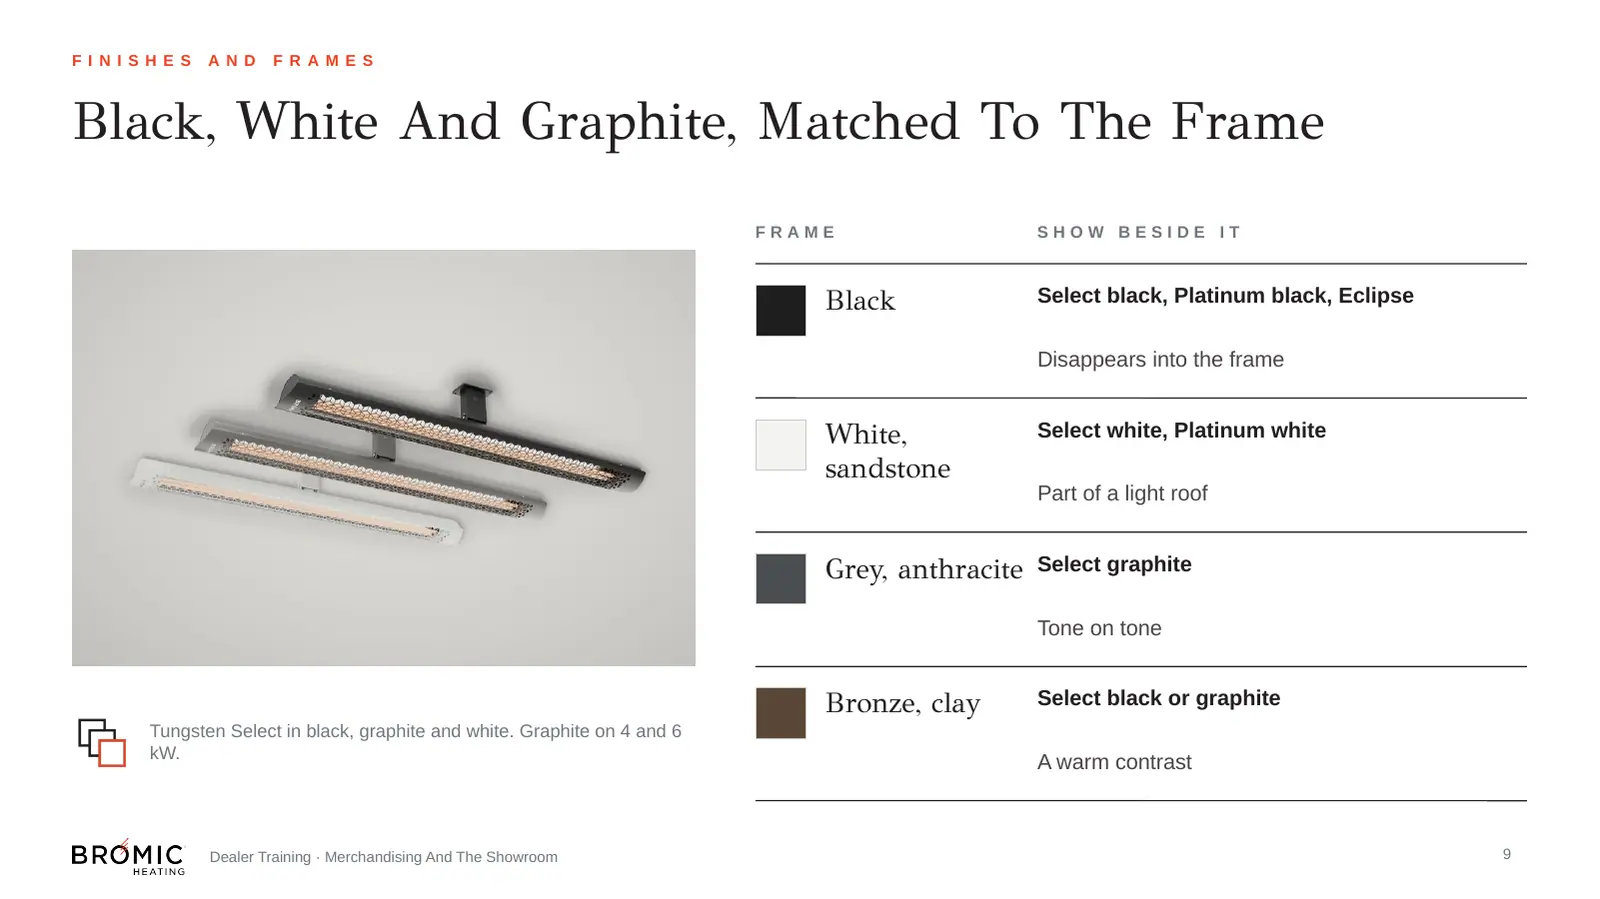 FINISHES AND FRAMES
Black, White And Graphite, Matched To The Frame
FRAME
SHOW BESIDE IT
Black
Select black, Platinum black, Eclipse
Disappears into the frame
White,
sandstone
Select white, Platinum white
Part of a light roof
Grey, anthracite
Select graphite
Tone on tone
Bronze, clay
Select black or graphite
A warm contrast
Tungsten Select in black, graphite and white. Graphite on 4 and 6
kW.
BROMIC
HEATING
Dealer Training · Merchandising And The Showroom
9